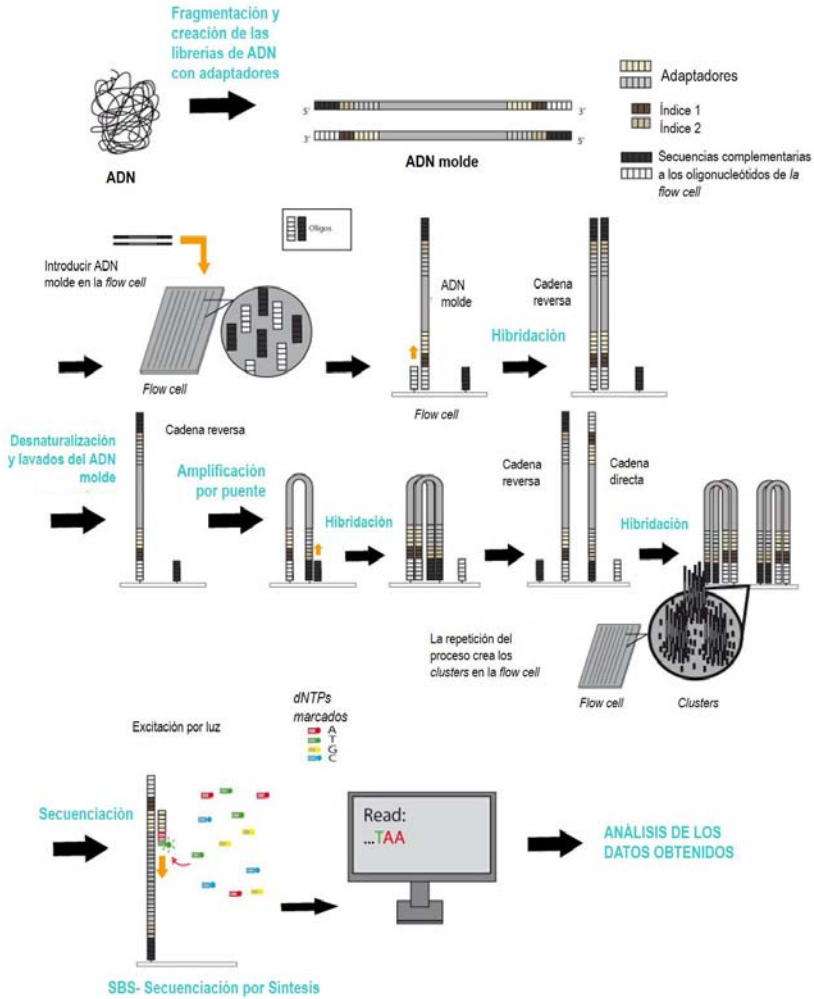 Fragmentación y
creación de las
librerias de ADN
con adaptadores
ADN
5'
3'
3'
5'
ADN molde
Adaptadores
Índice 1
Índice 2
Secuencias complementarias
a los oligonucleótidos de la
flow cell
Introducir ADN
molde en la flow cell
Oligos
Flow cell
ADN
molde
Flow cell
Hibridación
Cadena
reversa
Desnaturalización
y lavados del ADN
molde
Cadena reversa
Amplificación
por puente
Hibridación
Cadena
reversa
Cadena
directa
Hibridación
La repetición del
proceso crea los
clusters en la flow cell
Flow cell
Clusters
Secuenciación
Excitación por luz
dNTPs
marcados
A
T
G
C
Read:
...TAA
ANÀLISIS DE LOS
DATOS OBTENIDOS
SBS- Secuenciación por Sintesis